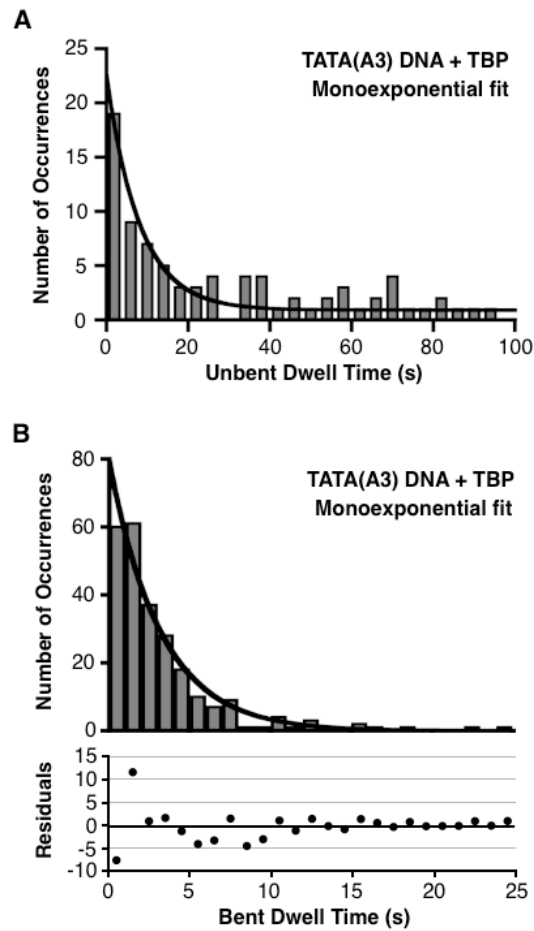 A
TATA(A3) DNA + TBP
Monoexponential fit
Number of Occurrences
25
20
15
10
5
0
0 20 40 60 80 100
Unbent Dwell Time (s)
B
TATA(A3) DNA + TBP
Monoexponential fit
Number of Occurrences
80
60
40
20
0
Residuals
15
10
5
0
-5
-10
0 5 10 15 20 25
Bent Dwell Time (s)